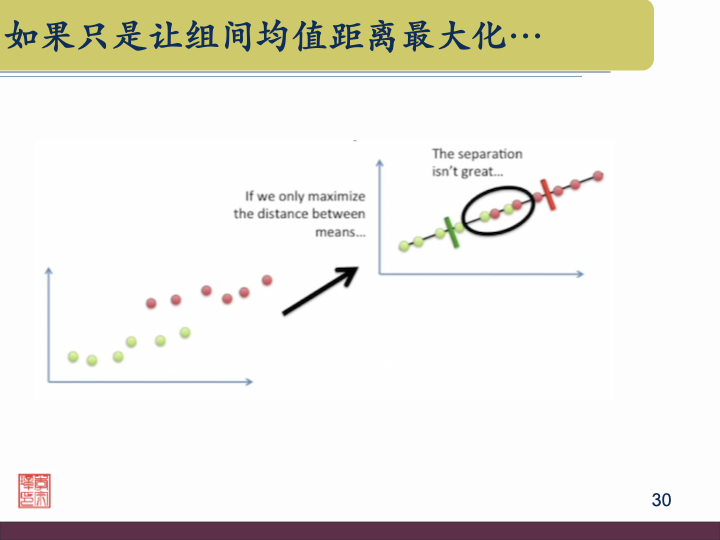 如果只是让组间均值距离最大化…
The separation
isn't great…
If we only maximize
the distance between
means…
30